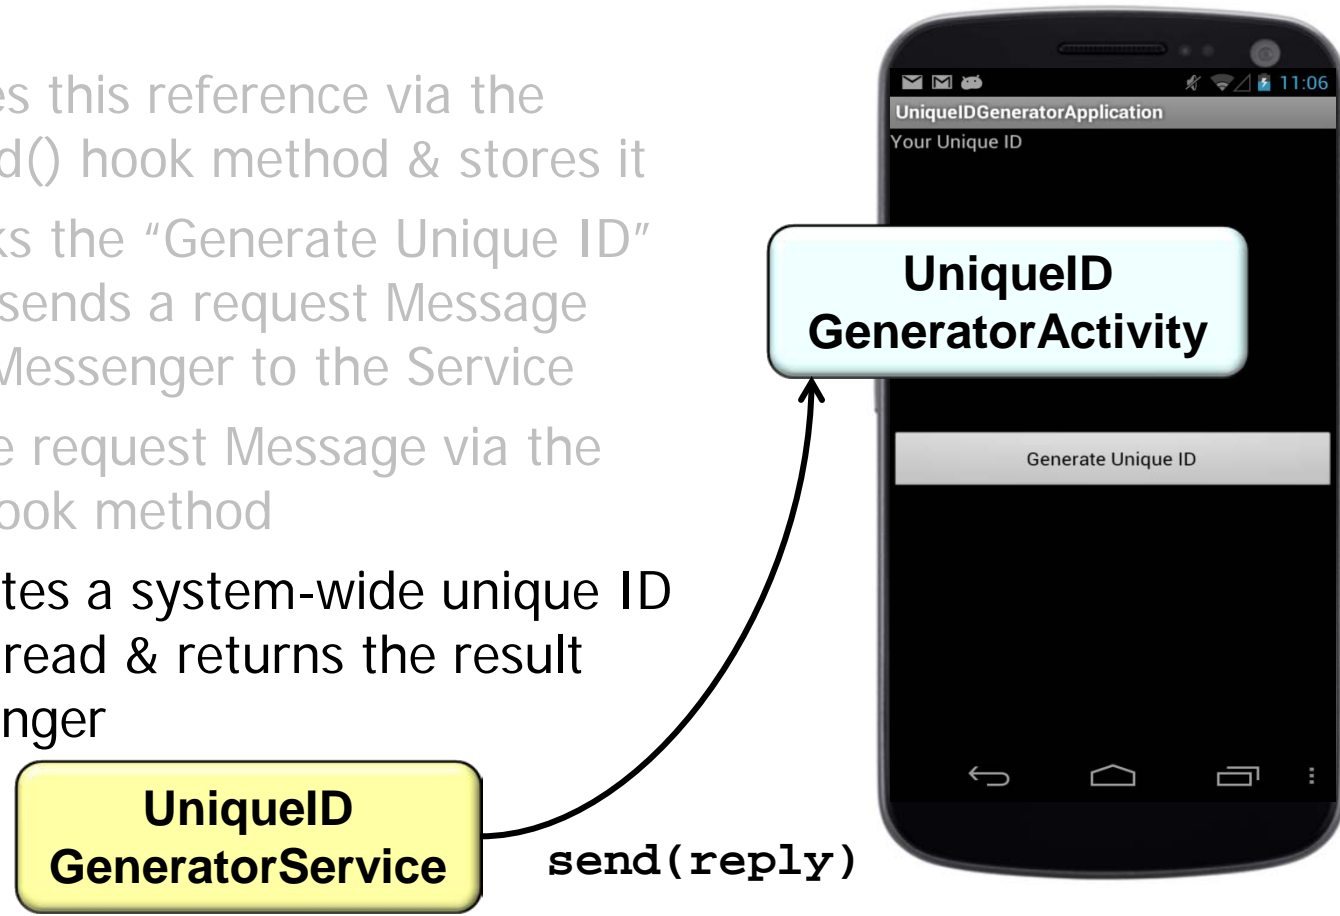 es this reference via the
d() hook method & stores it
ks the “Generate Unique ID”
sends a request Message
Messenger to the Service
e request Message via the
ook method
tes a system-wide unique ID
read & returns the result
nger
UniqueID
GeneratorService
send(reply)
11:06
UniqueIDGeneratorApplication
Your Unique ID
UniqueID
GeneratorActivity
Generate Unique ID